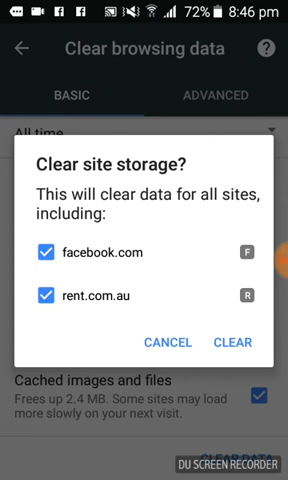 72% 8:46 pm
Clear browsing data
BASIC
ADVANCED
All time
Clear site storage?
This will clear data for all sites,
including:
facebook.com
F
rent.com.au
R
CANCEL
CLEAR
Cached images and files
Frees up 2.4 MB. Some sites may load
more slowly on your next visit.
CLEAR DATA
DU SCREEN RECORDER